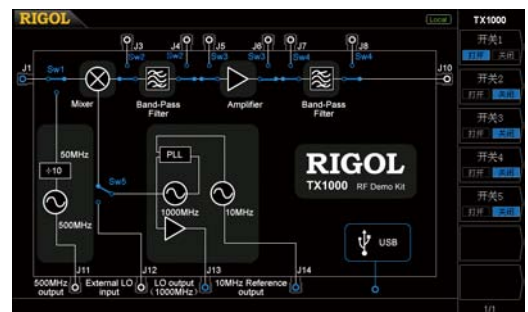 RIGOL
Local
TX1000
J3
J4
J5
J6
J7
J8
Sw2
Sw2
Sw3
Sw3
Sw4
Sw4
J1
Sw1
J10
Mixer
Band-Pass
Filter
Amplifier
Band-Pass
Filter
50MHz
÷10
500MHz
Sw5
PLL
1000MHz
10MHz
RIGOL
TX1000 RF Demo Kit
USB
J11
J12
J13
J14
500MHz
output
External LO
input
LO output
(1000MHz)
10MHz Reference
output
开关1
打开 关闭
开关2
打开 关闭
开关3
打开 关闭
开关4
打开 关闭
开关5
打开 关闭
1/1